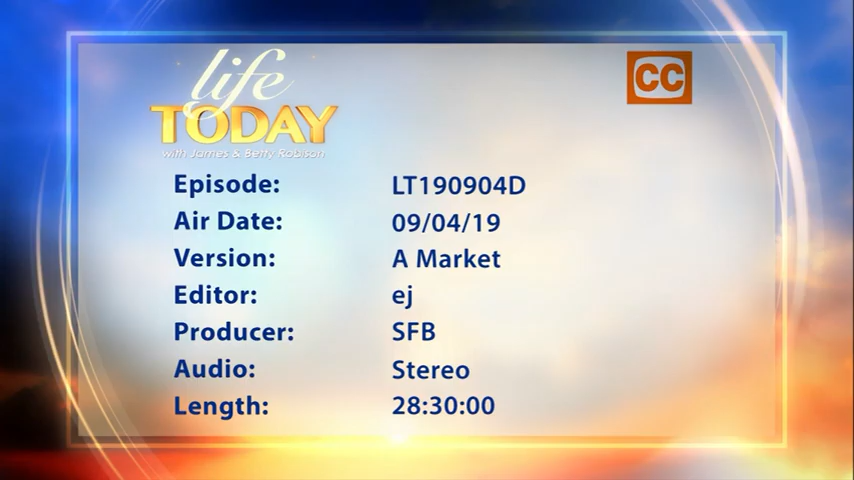 life
TODAY
with James & Betty Robison
CC
Episode: LT190904D
Air Date: 09/04/19
Version: A Market
Editor: ej
Producer: SFB
Audio: Stereo
Length: 28:30:00